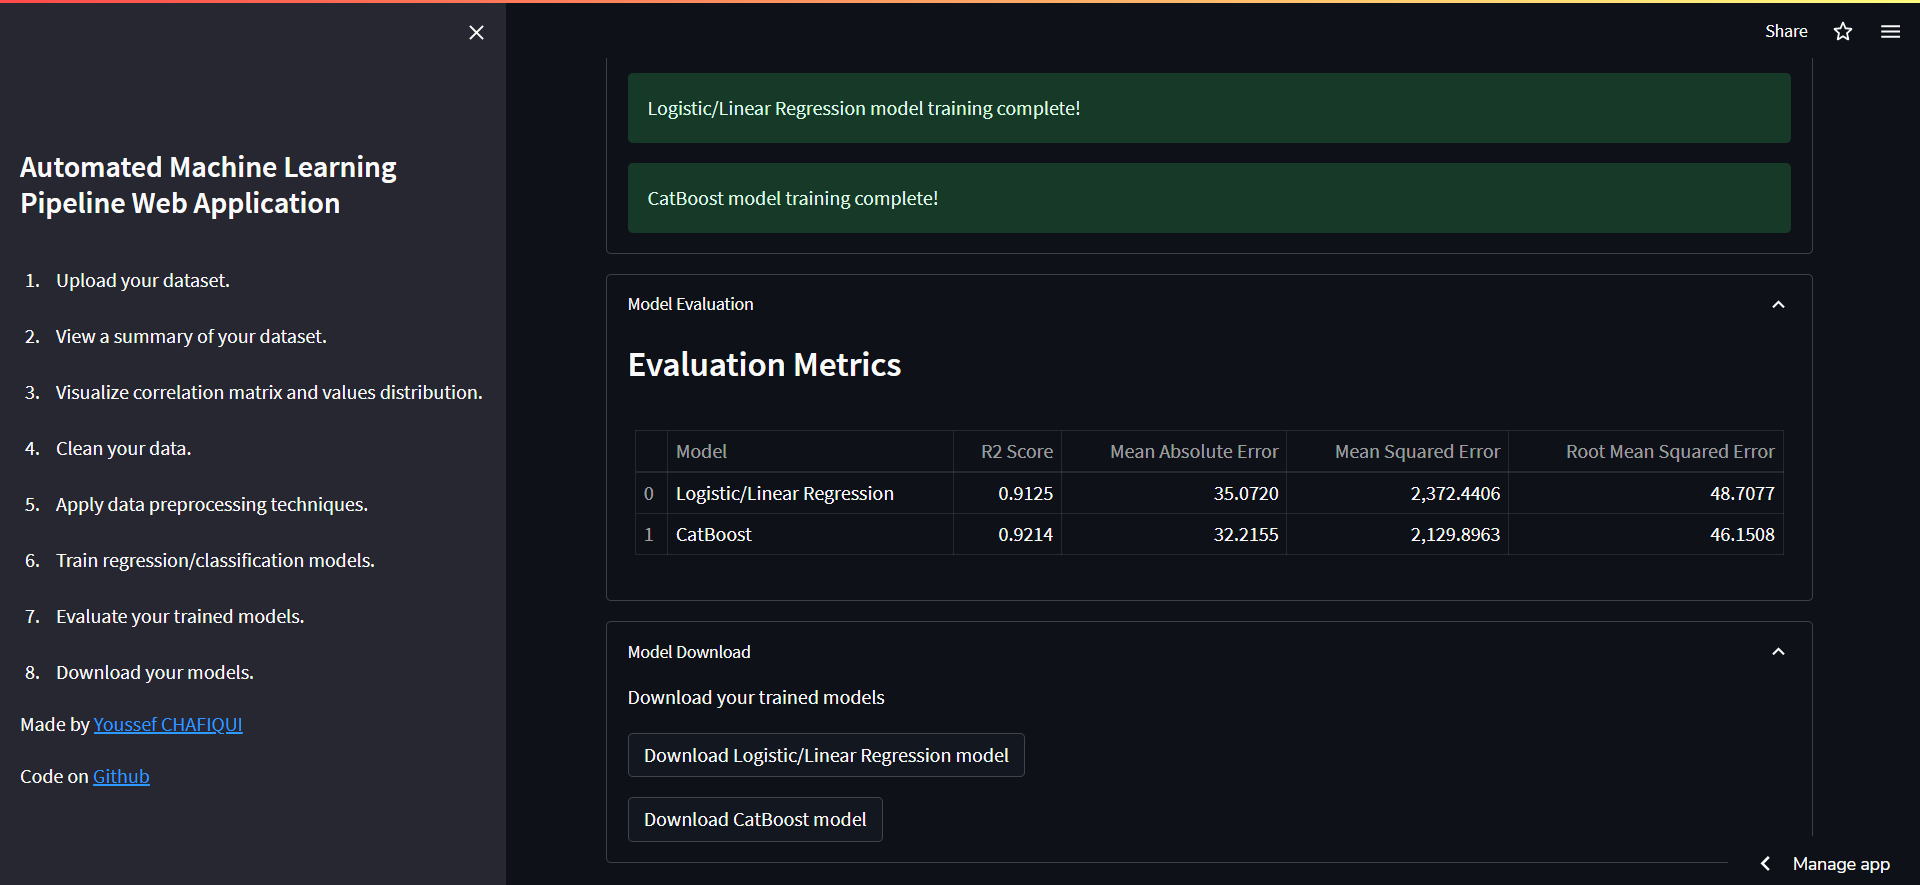 Share
Automated Machine Learning
Pipeline Web Application
1. Upload your dataset.
2. View a summary of your dataset.
3. Visualize correlation matrix and values distribution.
4. Clean your data.
5. Apply data preprocessing techniques.
6. Train regression/classification models.
7. Evaluate your trained models.
8. Download your models.
Made by Youssef CHAFIQUI
Code on Github
Logistic/Linear Regression model training complete!
CatBoost model training complete!
Model Evaluation
Evaluation Metrics
Model R2 Score Mean Absolute Error Mean Squared Error Root Mean Squared Error
0 Logistic/Linear Regression 0.9125 35.0720 2,372.4406 48.7077
1 CatBoost 0.9214 32.2155 2,129.8963 46.1508
Model Download
Download your trained models
Download Logistic/Linear Regression model
Download CatBoost model
Manage app